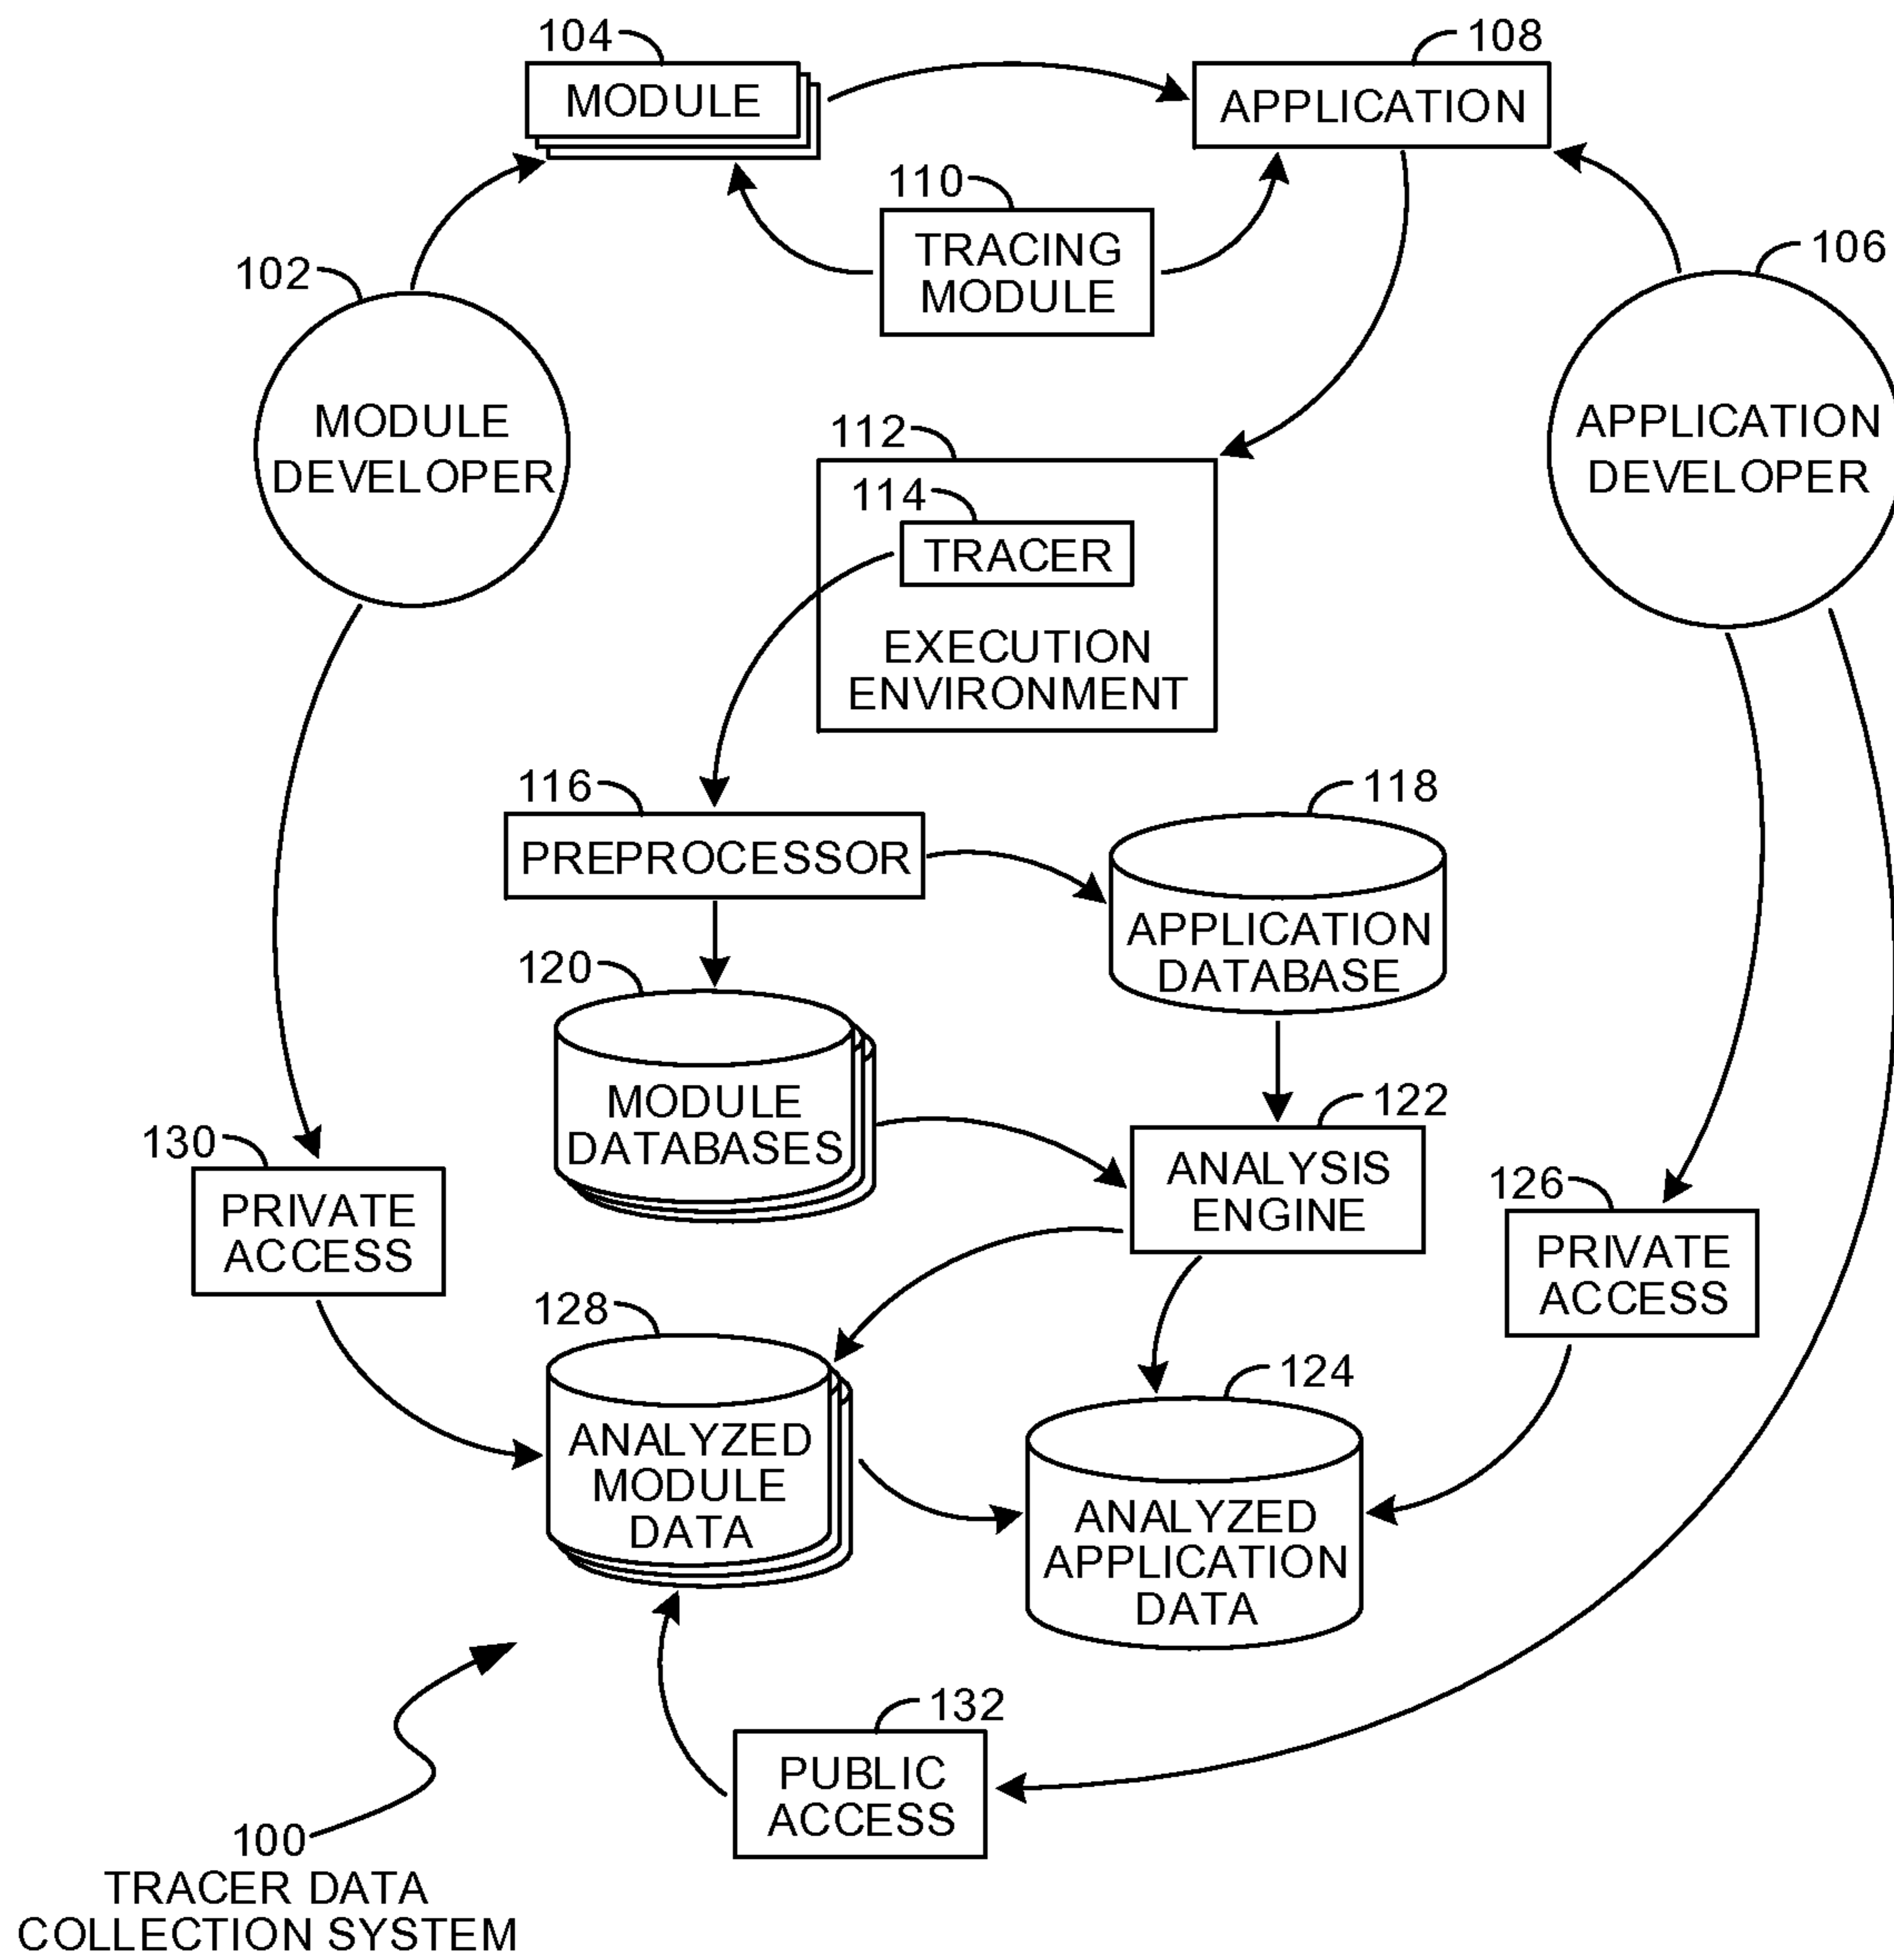 104
MODULE
108
APPLICATION
110
TRACING
MODULE
102
MODULE
DEVELOPER
106
APPLICATION
DEVELOPER
112
114
TRACER
EXECUTION
ENVIRONMENT
116
PREPROCESSOR
118
APPLICATION
DATABASE
120
MODULE
DATABASES
122
ANALYSIS
ENGINE
130
PRIVATE
ACCESS
126
PRIVATE
ACCESS
128
ANALYZED
MODULE
DATA
124
ANALYZED
APPLICATION
DATA
132
PUBLIC
ACCESS
100
TRACER DATA
COLLECTION SYSTEM